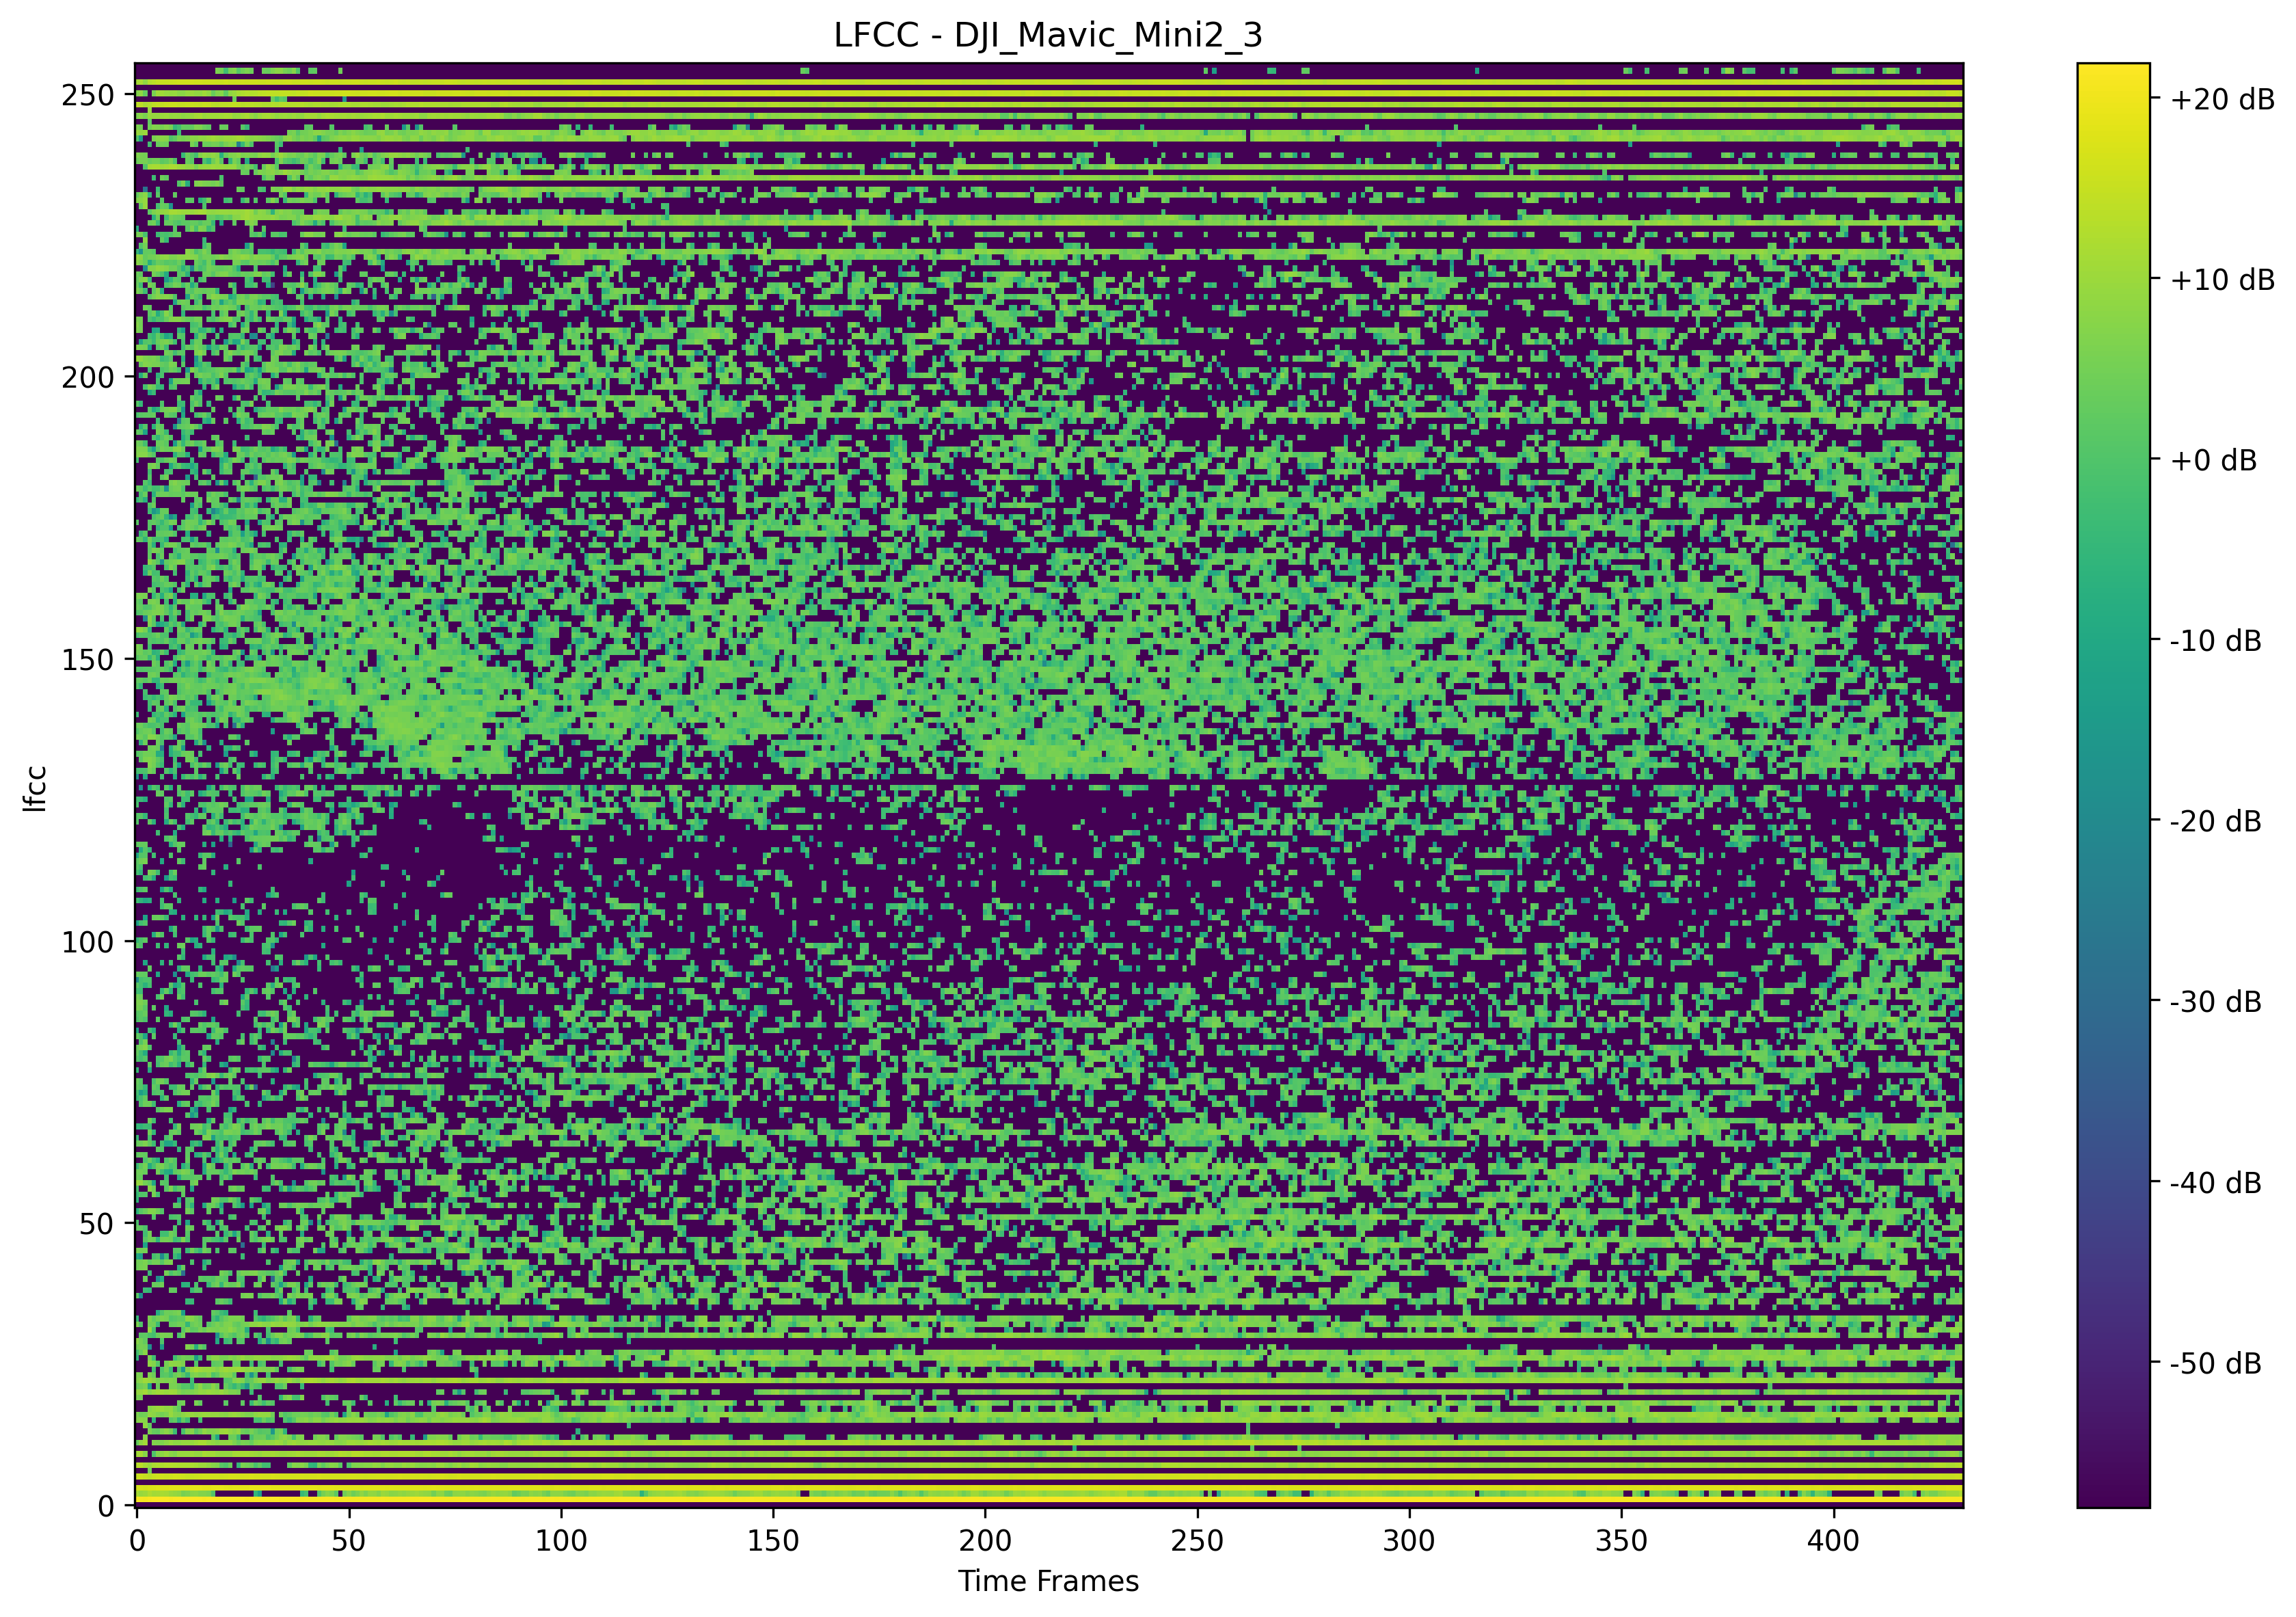 LFCC - DJI_Mavic_Mini2_3
250
200
150
100
50
0
lfcc
0 50 100 150 200 250 300 350 400
Time Frames
+20 dB
+10 dB
+0 dB
-10 dB
-20 dB
-30 dB
-40 dB
-50 dB